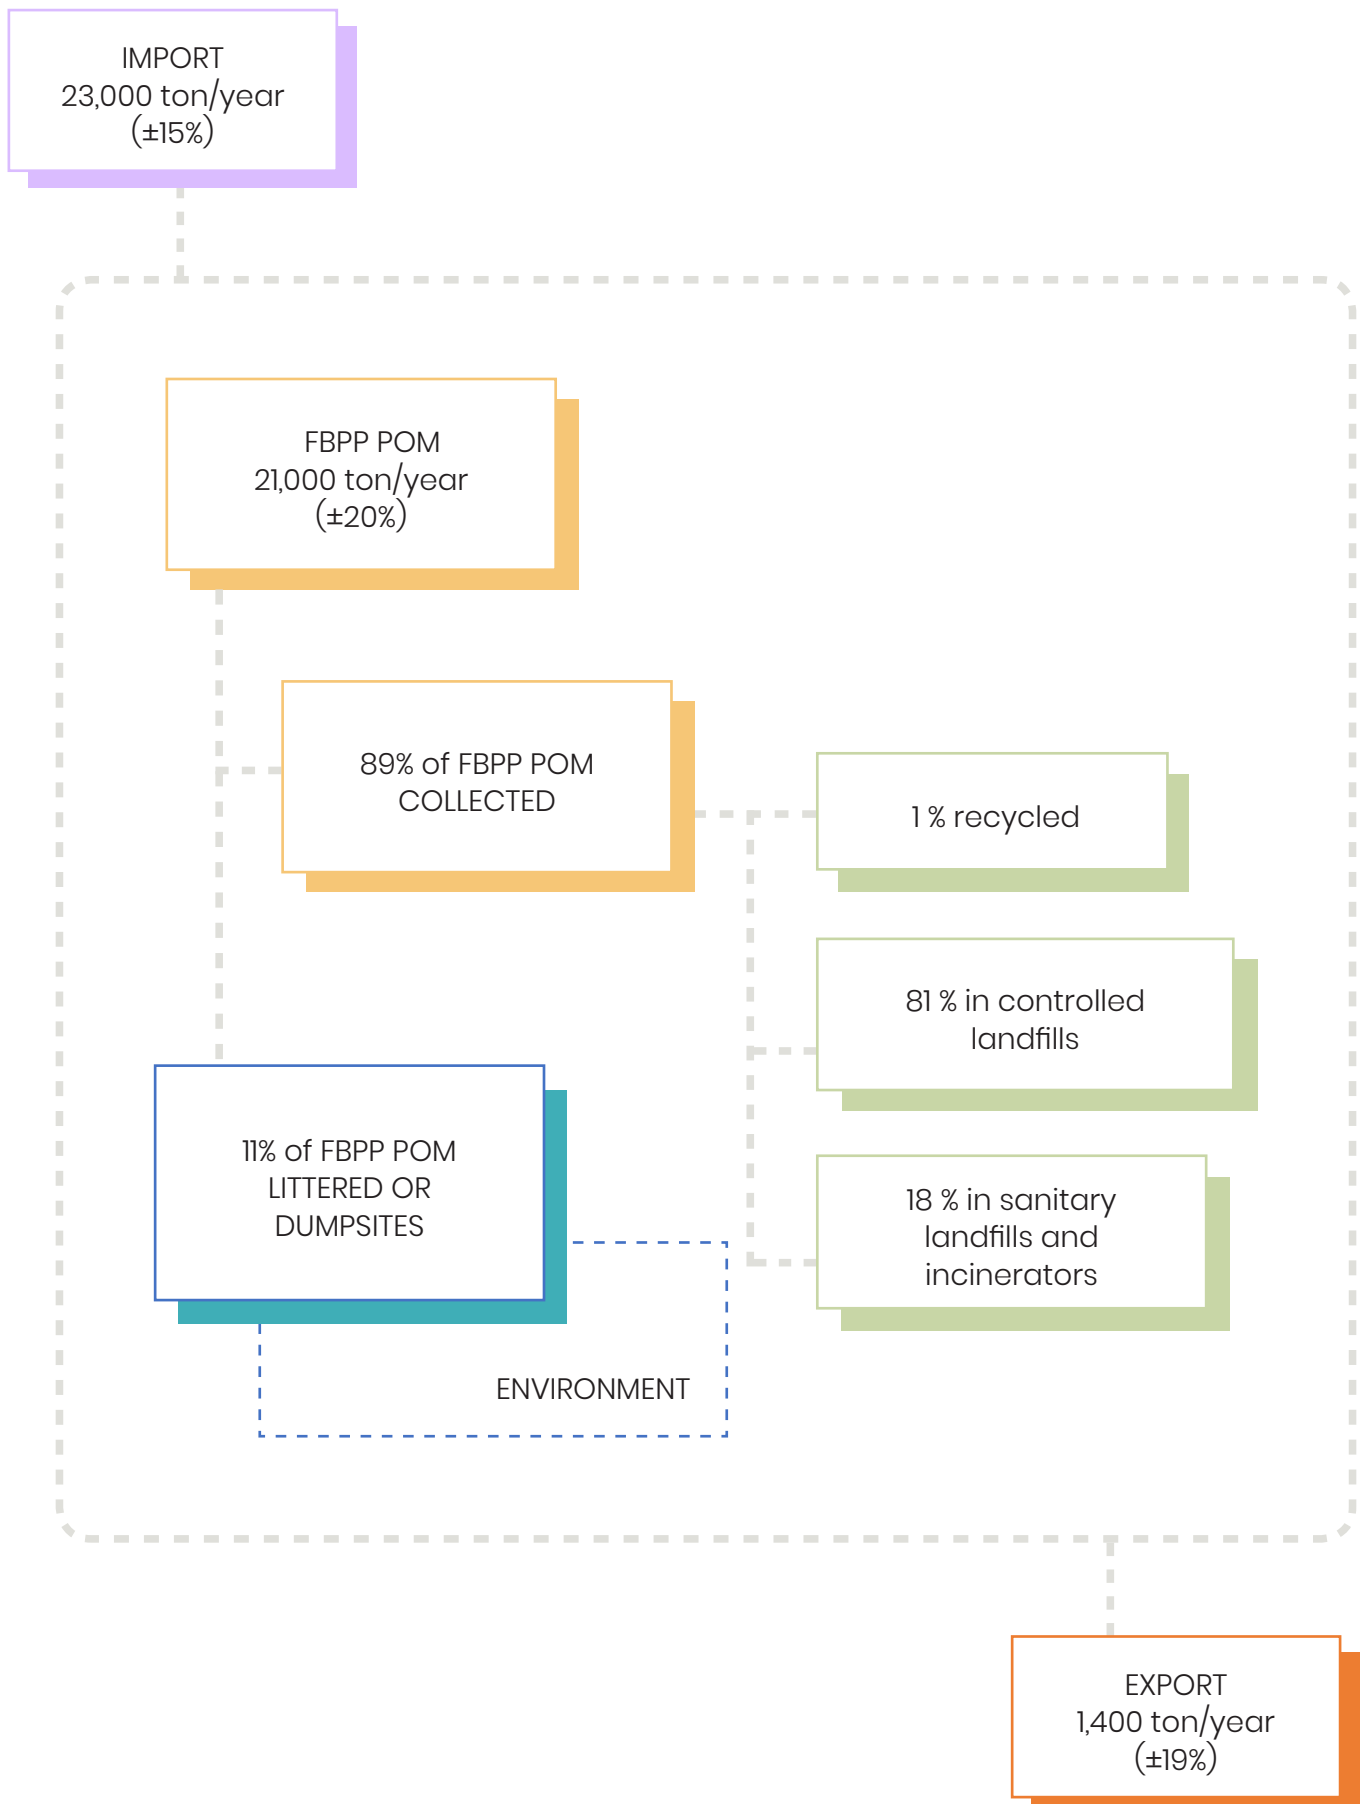 IMPORT
23,000 ton/year
(±15%)
FBPP POM
21,000 ton/year
(±20%)
89% of FBPP POM
COLLECTED
1 % recycled
81 % in controlled
landfills
11% of FBPP POM
LITTERED OR
DUMPSITES
18 % in sanitary
landfills and
incinerators
ENVIRONMENT
EXPORT
1,400 ton/year
(±19%)